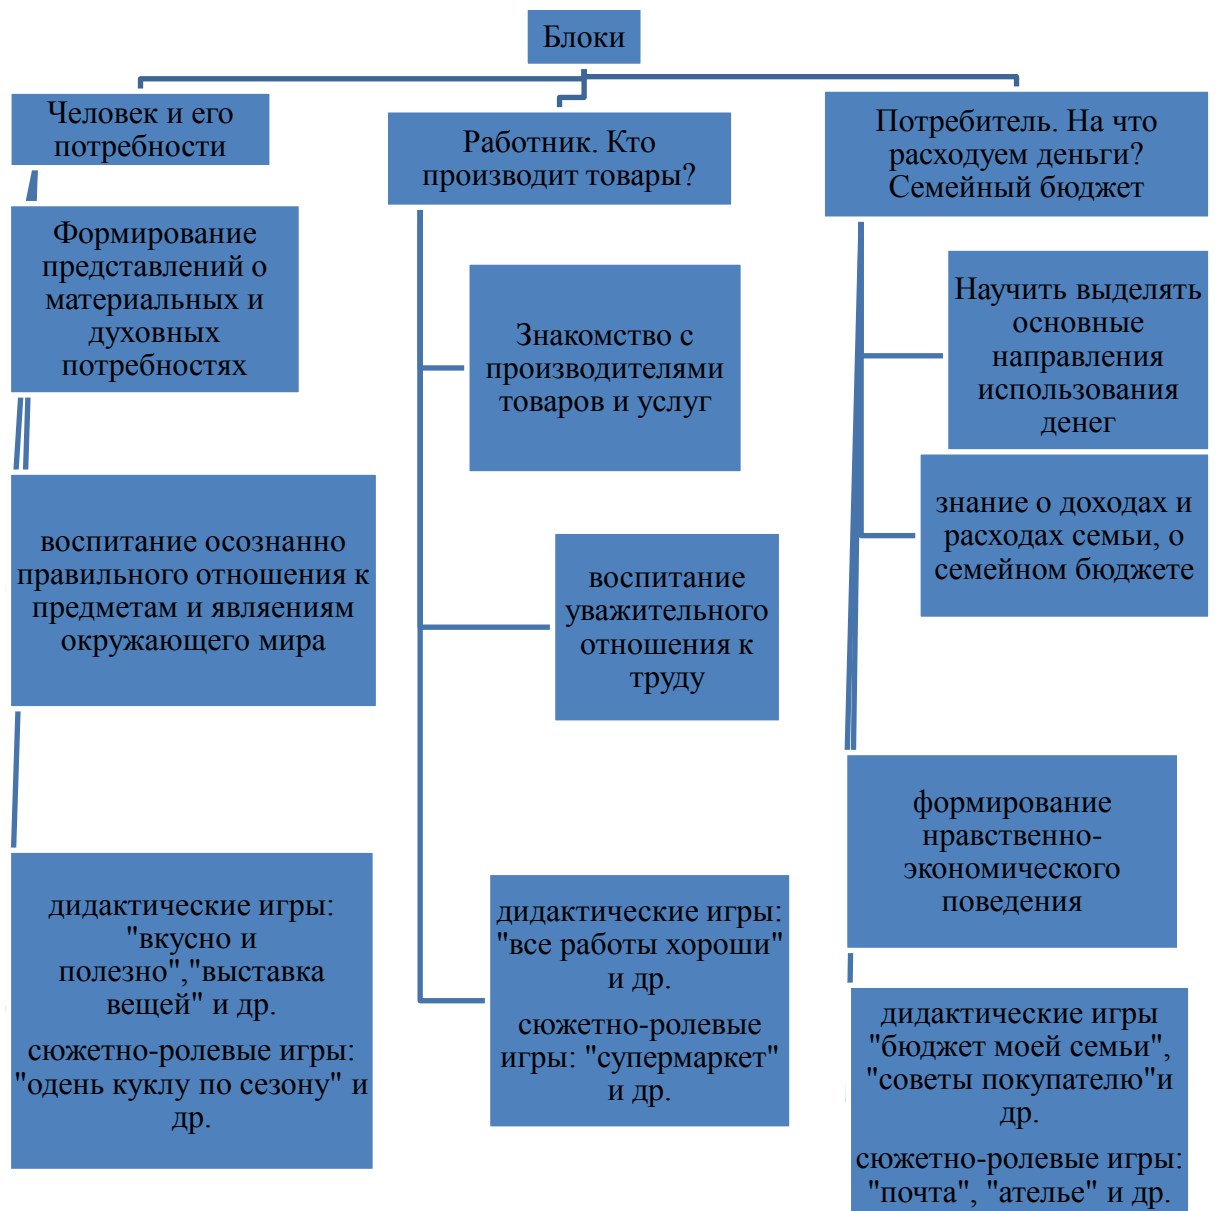 Блоки
Человек и его
потребности
Формирование
представлений о
материальных и
духовных
потребностях
воспитание осознанно
правильного отношения к
предметам и являениям
окружающего мира
дидактические игры:
"вкусно и
полезно","выставка
вещей" и др.
сюжетно-ролевые игры:
"одень куклу по сезону" и
др.
Работник. Кто
производит товары?
Знакомство с
производителями
товаров и услуг
воспитание
уважительного
отношения к
труду
дидактические игры:
"все работы хороши"
и др.
сюжетно-ролевые
игры: "супермаркет"
и др.
Потребитель. На что
расходуем деньги?
Семейный бюджет
Научить выделять
основные
направления
использования
денег
знание о доходах и
расходах семьи, о
семейном бюджете
формирование
нравственно-
экономического
поведения
дидактические игры
"бюджет моей семьи",
"советы покупателю"и
др.
сюжетно-ролевые игры:
"почта", "ателье" и др.